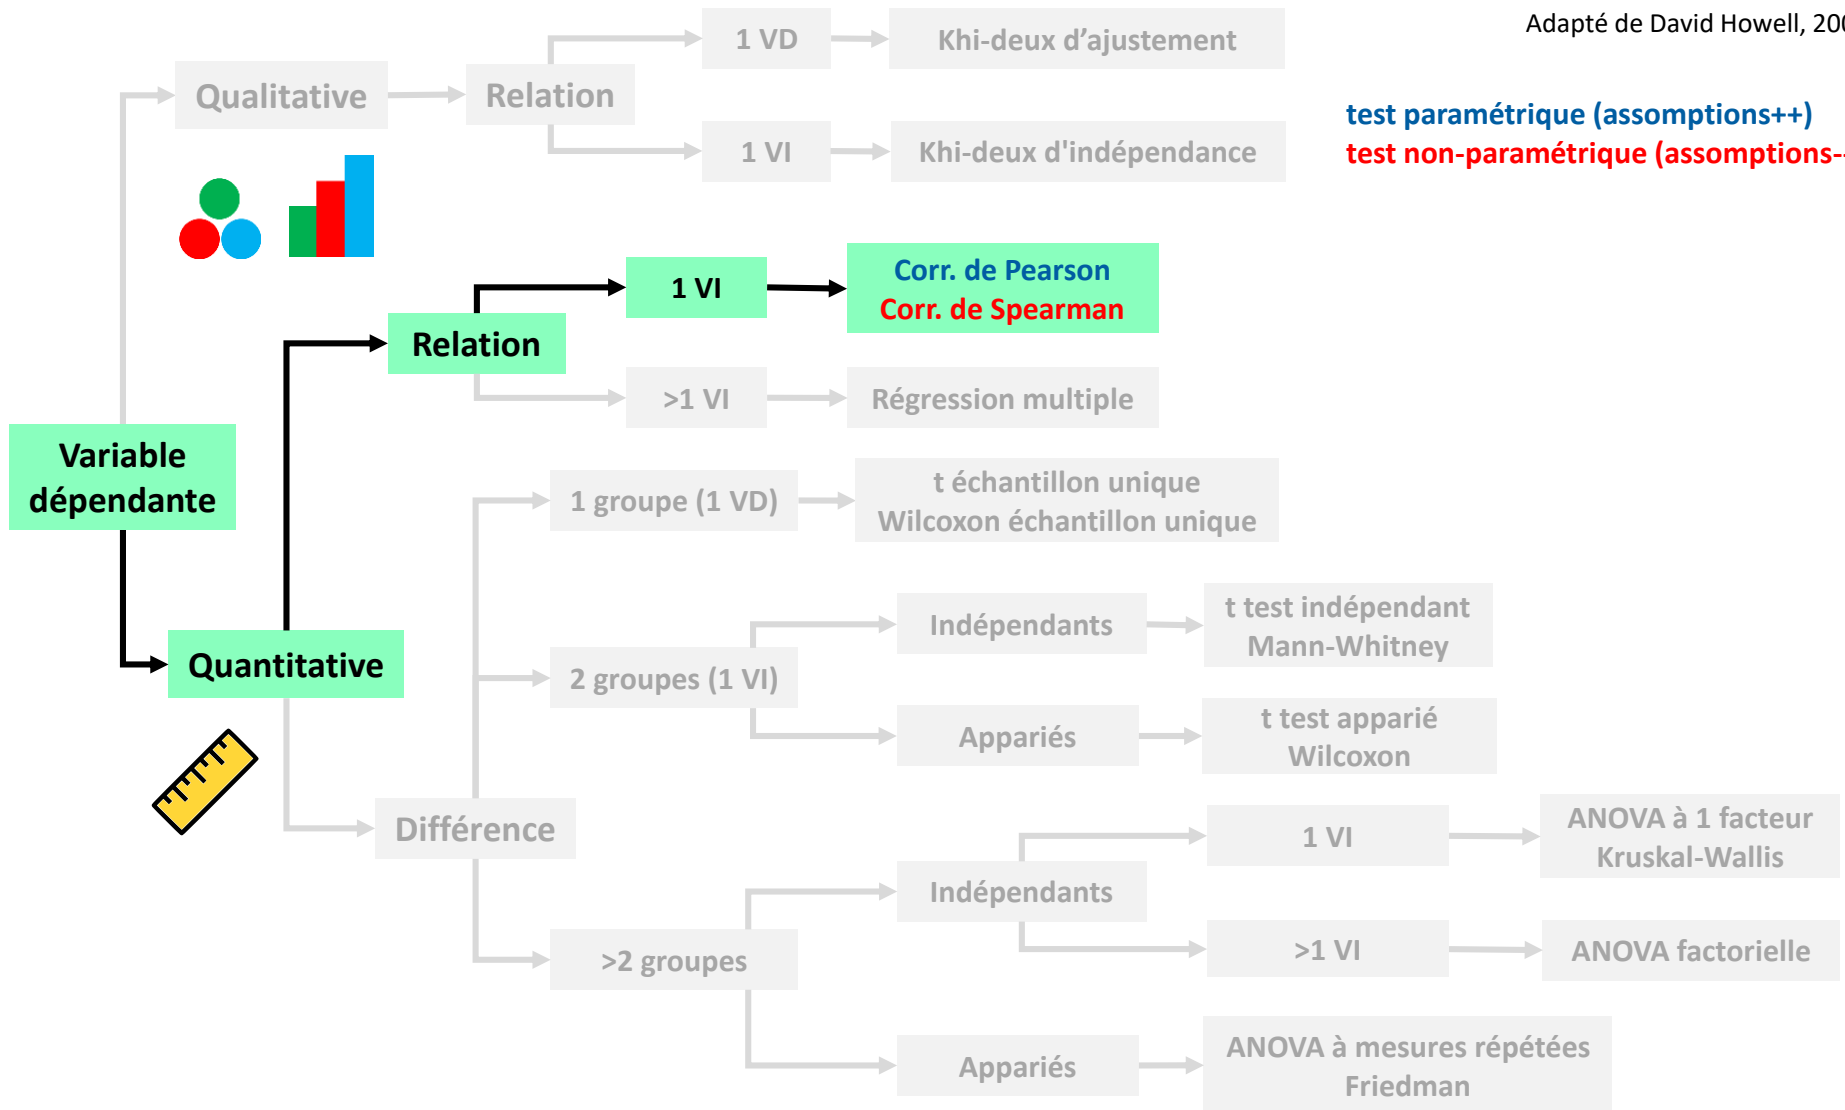 Adapté de David Howell, 200
1 VD
Khi-deux d’ajustement
Qualitative
Relation
test paramétrique (assomptions++)
test non-paramétrique (assomptions-
1 VI
Khi-deux d'indépendance
1 VI
Corr. de Pearson
Corr. de Spearman
Relation
>1 VI
Régression multiple
Variable
dépendante
1 groupe (1 VD)
t échantillon unique
Wilcoxon échantillon unique
Quantitative
2 groupes (1 VI)
Indépendants
t test indépendant
Mann-Whitney
Appariés
t test apparié
Wilcoxon
Différence
>2 groupes
Indépendants
1 VI
ANOVA à 1 facteur
Kruskal-Wallis
>1 VI
ANOVA factorielle
Appariés
ANOVA à mesures répétées
Friedman